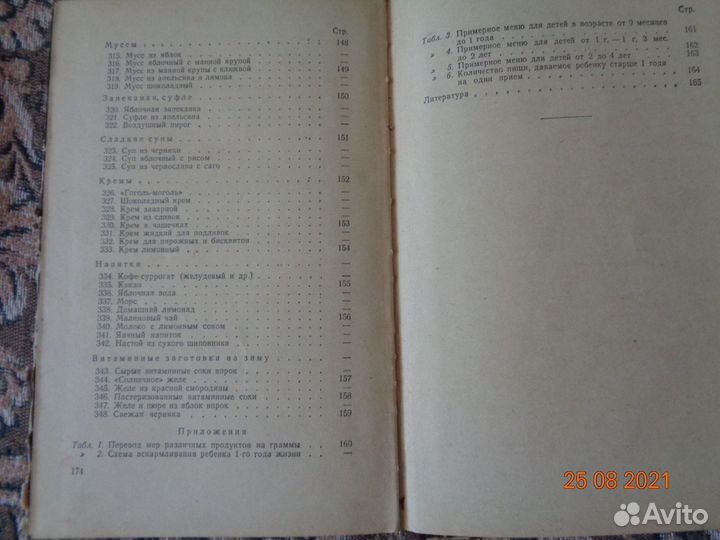 Стр.
Муссы . . . . . . . . . . 148
315. Мусс из яблок . . . . . . . —
316. Мусс яблочный с манной крупой . . . —
317. Мусс из манной крупы с клюквой . . . 149
318. Мусс из апельсина и лимона . . . —
319. Мусс шоколадный . . . —
Запекания, суфле . . . 150
320. Яблочная запеканка . . . —
321. Суфле из апельсина . . . —
322. Воздушный пирог . . . —
Сладкие супы . . . 151
323. Суп из черники . . . —
324. Суп яблочный с рисом . . . —
325. Суп из чернослива с саго . . . —
Кремы . . . 152
326. «Гоголь-моголь» . . . —
327. Шоколадный крем . . . —
328. Крем заварной . . . —
329. Крем из сливок . . . —
330. Крем в чашечках . . . 153
331. Крем жидкий для подливок . . . —
332. Крем для пирожных и бисквитов . . . —
333. Крем лимонный . . . 154
Напитки . . . —
334. Кофе-суррогат (желудевый и др.) . . . —
335. Какао . . . 155
336. Яблочная вода . . . —
337. Морс . . . —
338. Домашний лимонад . . . —
339. Малиновый чай . . . 156
340. Молоко с лимонным соком . . . —
341. Яичный напиток . . . —
342. Настой из сухого шиповника . . . —
Витаминные заготовки на зиму . . . —
343. Сырые витаминные соки впрок . . . —
344. «Солнечное» желе . . . 157
345. Желе из красной смородины . . . —
346. Пастеризованные витаминные соки . . . 158
347. Желе и пюре из яблок впрок . . . —
348. Свежая черника . . . 159
Приложения
Табл. 1. Перевод мер различных продуктов на граммы . . . 160
» 2. Схема вскармливания ребенка 1-го года жизни . . . —
174
Стр.
Табл. 3. Примерное меню для детей в возрасте от 9 месяцев
до 1 года . . . 161
» 4. Примерное меню для детей от 1 г.—1 г. 3 мес.
до 2 лет . . . 162
» 5. Примерное меню для детей от 2 до 4 лет . . . 163
» 6. Количество пищи, даваемое ребенку старше 1 года
на один прием . . . 164
Литература . . . 165
25 08 2021
Avito